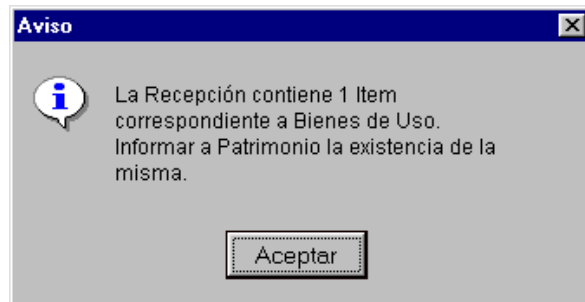 Aviso
La Recepción contiene 1 Item
correspondiente a Bienes de Uso.
Informar a Patrimonio la existencia de la
misma.
Aceptar